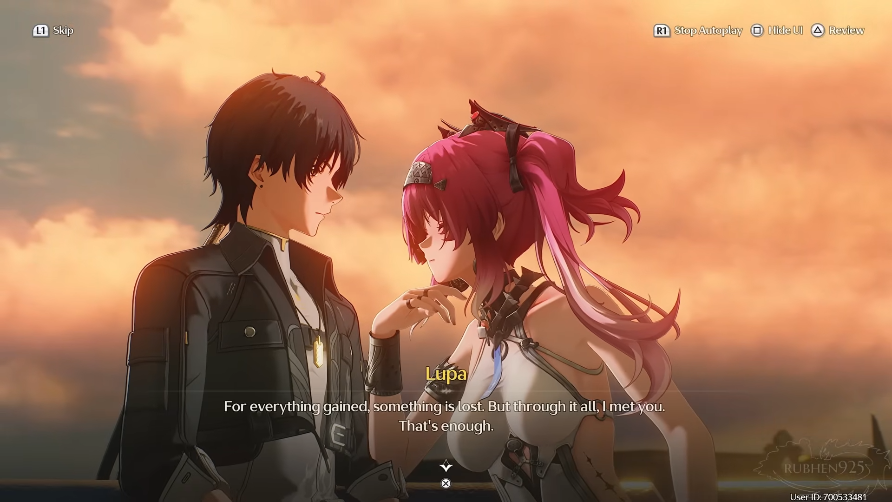 L1 Skip
R1 Stop Autoplay Hide UI Review
Lupa
For everything gained, something is lost. But through it all, I met you.
That's enough.
RUBHEN925
User ID: 700533481